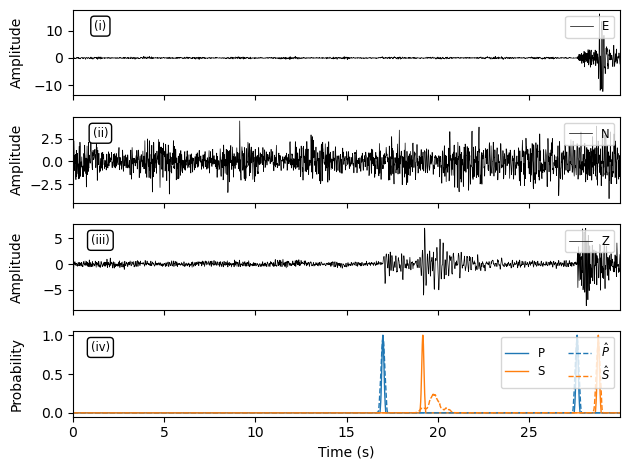 (i)
E
10
0
−10
Amplitude
(ii)
N
2.5
0.0
−2.5
Amplitude
(iii)
Z
5
0
−5
Amplitude
(iv)
P
P̂
S
Ŝ
1.0
0.5
0.0
Probability
0 5 10 15 20 25
Time (s)